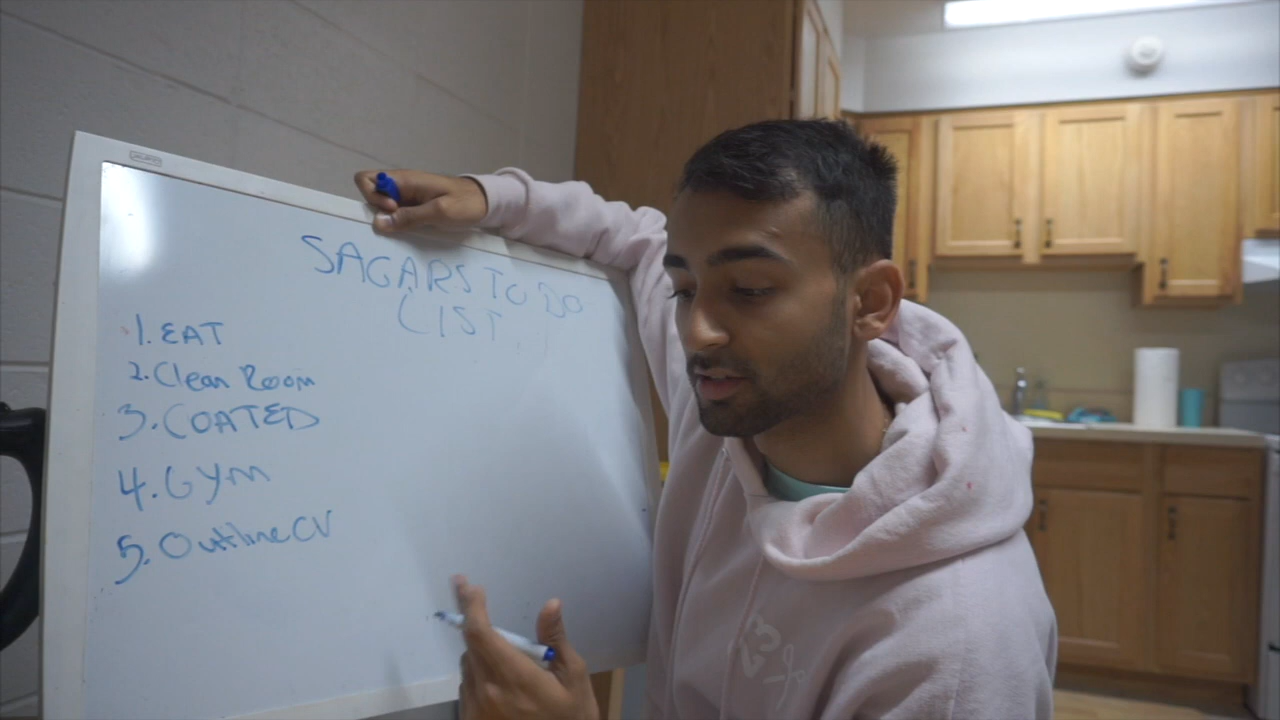 SAGARS TO DO
LIST
1. EAT
2. Clean Room
3. COATED
4. Gym
5. Outline CV